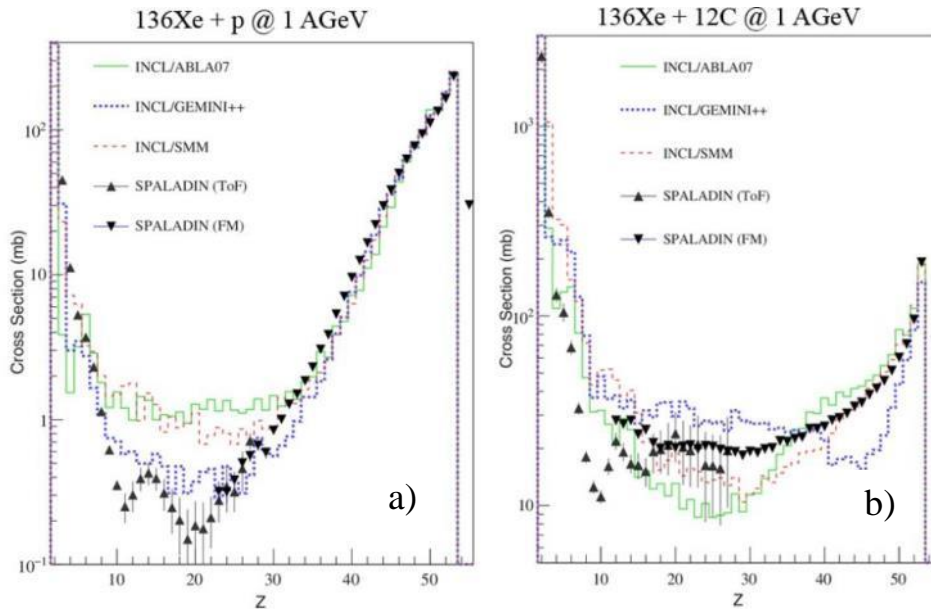 136Xe + p @ 1 AGeV
Cross Section (mb)
10²
10
1
10⁻¹
INCL/ABLA07
INCL/GEMINI++
INCL/SMM
SPALADIN (ToF)
SPALADIN (FM)
a)
10 20 30 40 50
Z
136Xe + 12C @ 1 AGeV
Cross Section (mb)
10³
10²
10
INCL/ABLA07
INCL/GEMINI++
INCL/SMM
SPALADIN (ToF)
SPALADIN (FM)
b)
10 20 30 40 50
Z